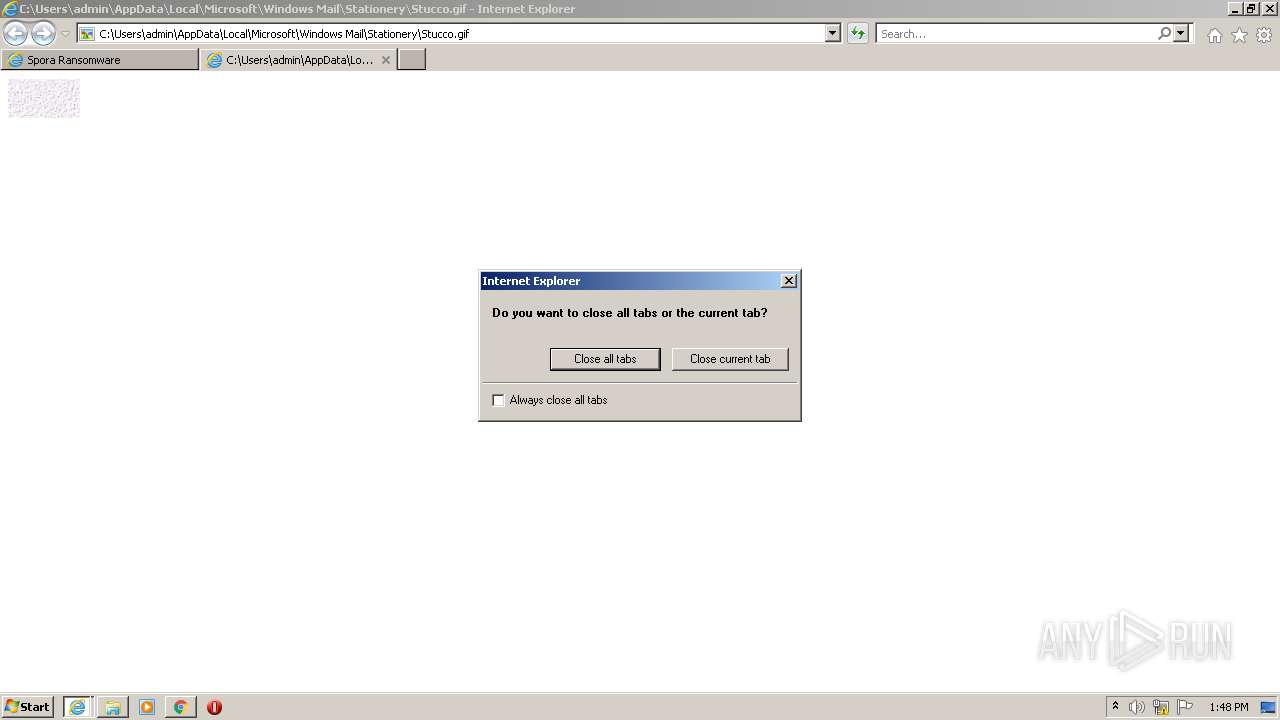 C:\Users\admin\AppData\Local\Microsoft\Windows Mail\Stationery\Stucco.gif - Internet Explorer
C:\Users\admin\AppData\Local\Microsoft\Windows Mail\Stationery\Stucco.gif
Search...
Spora Ransomware
C:\Users\admin\AppData\Lo...
Internet Explorer
Do you want to close all tabs or the current tab?
Close all tabs
Close current tab
Always close all tabs
ANY RUN
Start
1:48 PM